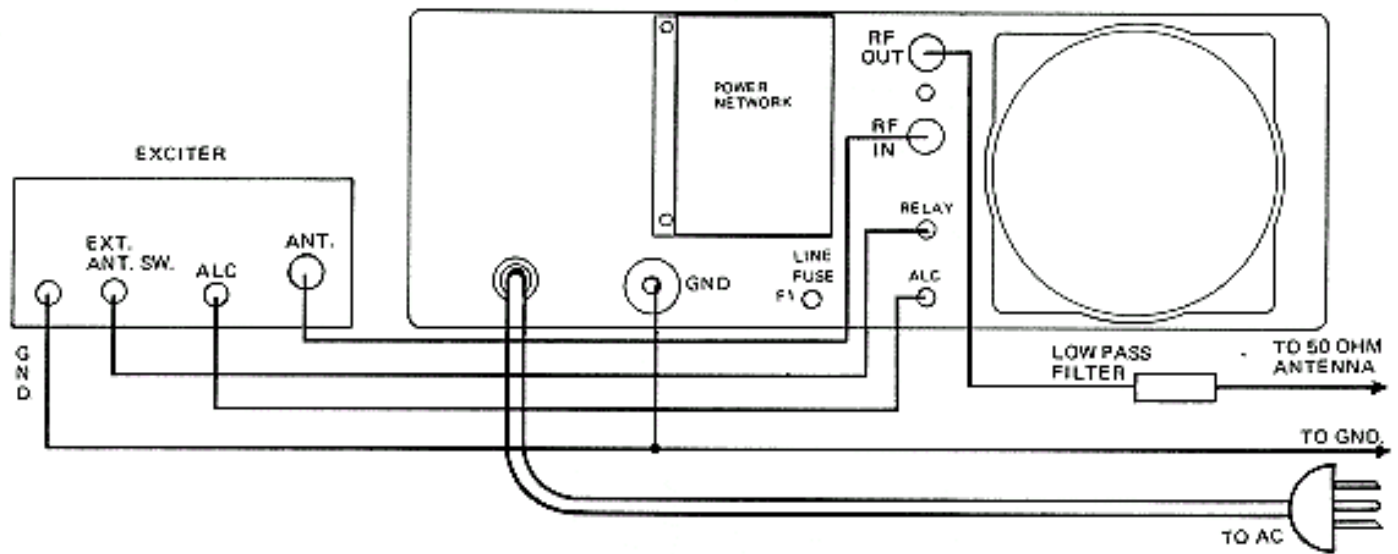 RF
OUT
POWER
NETWORK
RF
IN
EXCITER
RELAY
EXT.
ANT. SW.
ALC
ANT.
GND
LINE
FUSE
ALC
GND
LOW PASS
FILTER
TO 50 OHM
ANTENNA
TO GND.
TO AC